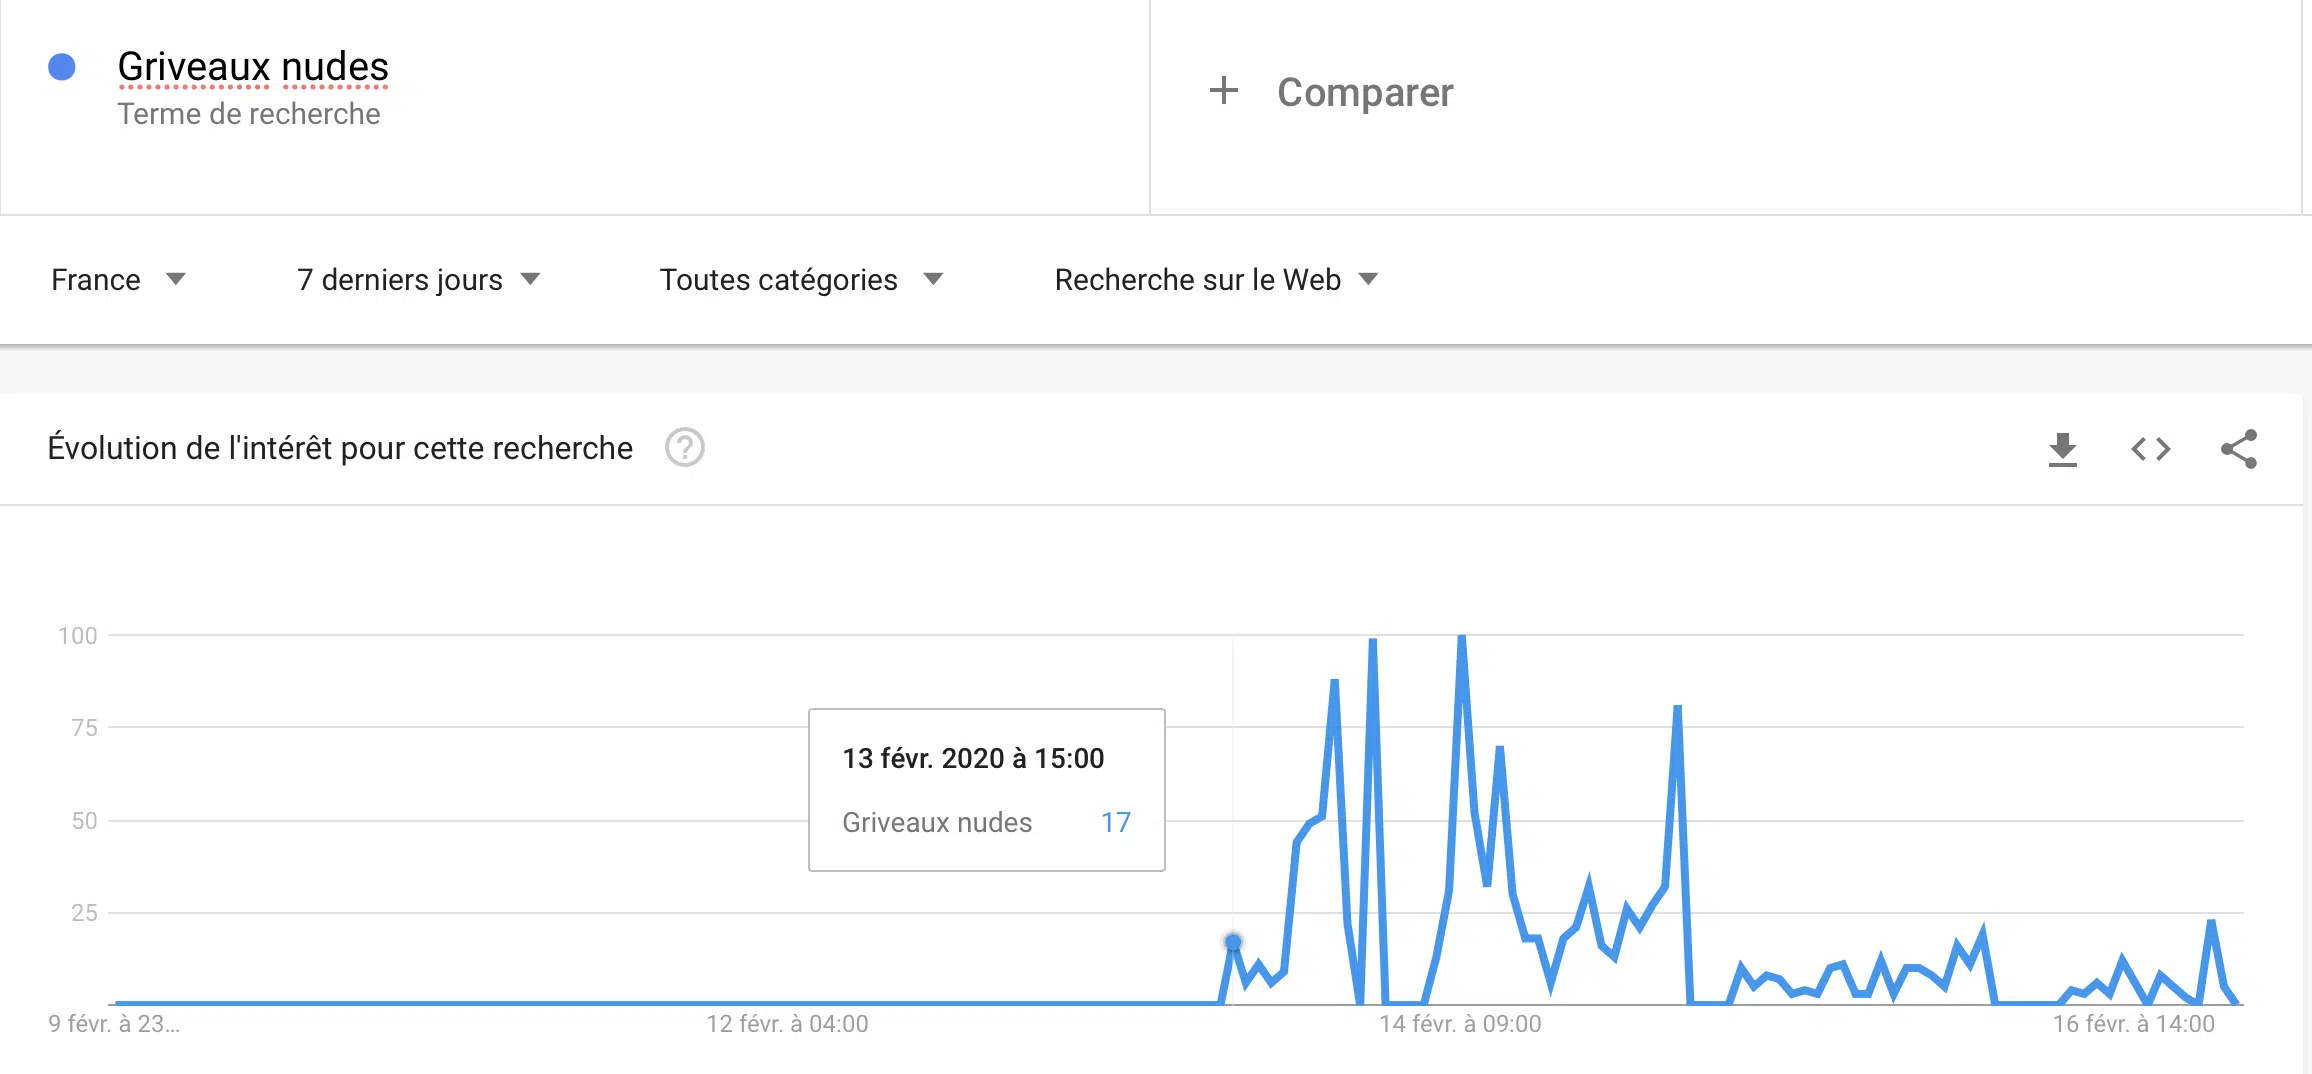 Griveaux nudes
Terme de recherche
+ Comparer
France
7 derniers jours
Toutes catégories
Recherche sur le Web
Évolution de l'intérêt pour cette recherche ?
100
75
50
25
13 févr. 2020 à 15:00
Griveaux nudes 17
9 févr. à 23...
12 févr. à 04:00
14 févr. à 09:00
16 févr. à 14:00